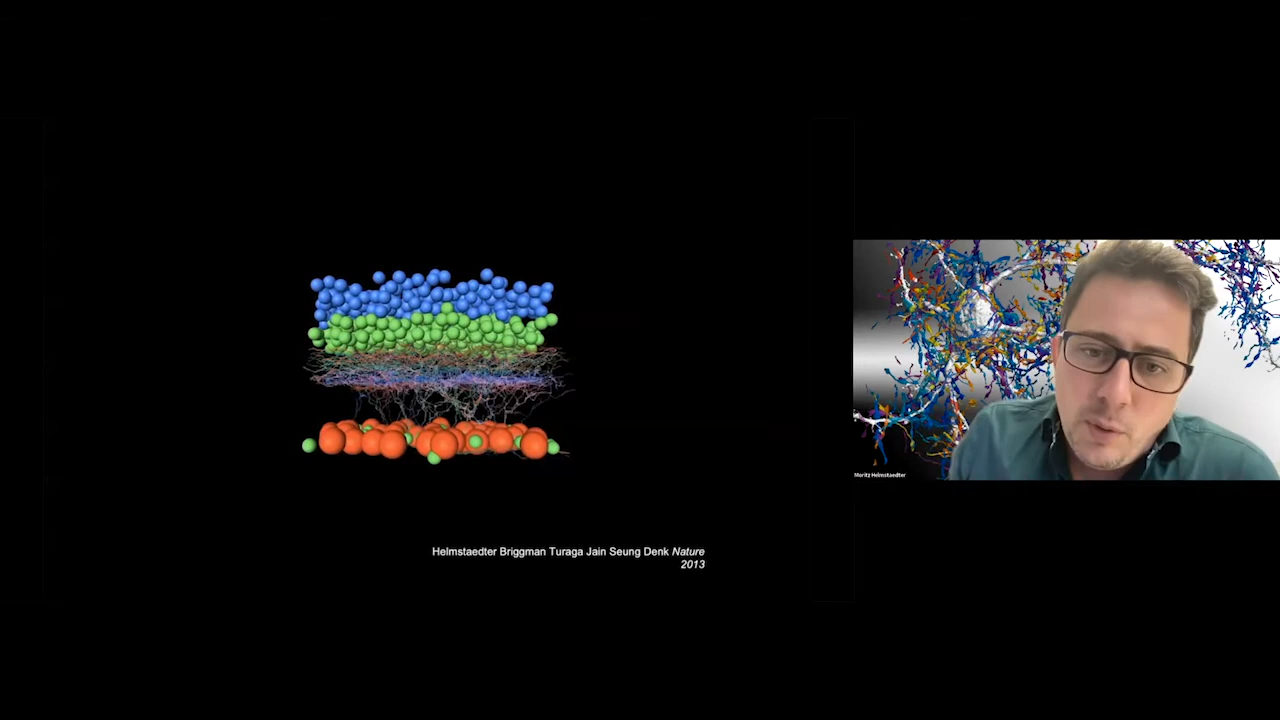 Helmstaedter Briggman Turaga Jain Seung Denk Nature
2013
Moritz Helmstaedter